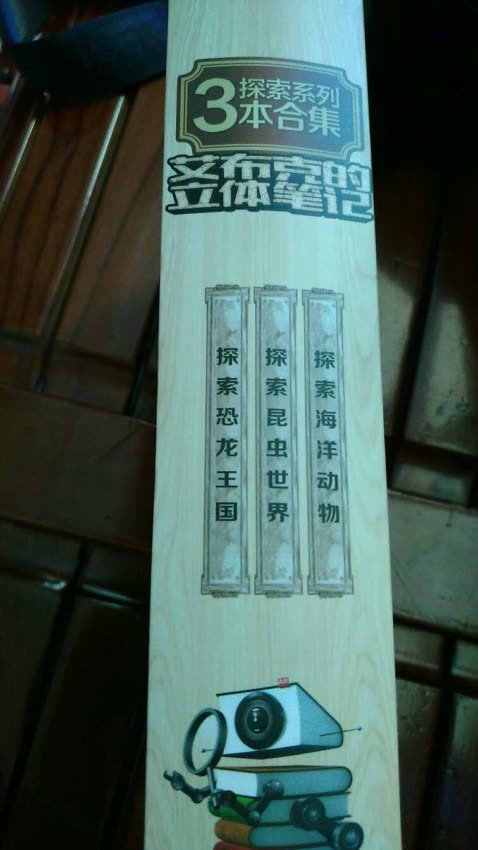 探索系列
3本合集
艾布克的
立体笔记
探索恐龙王国
探索昆虫世界
探索海洋动物